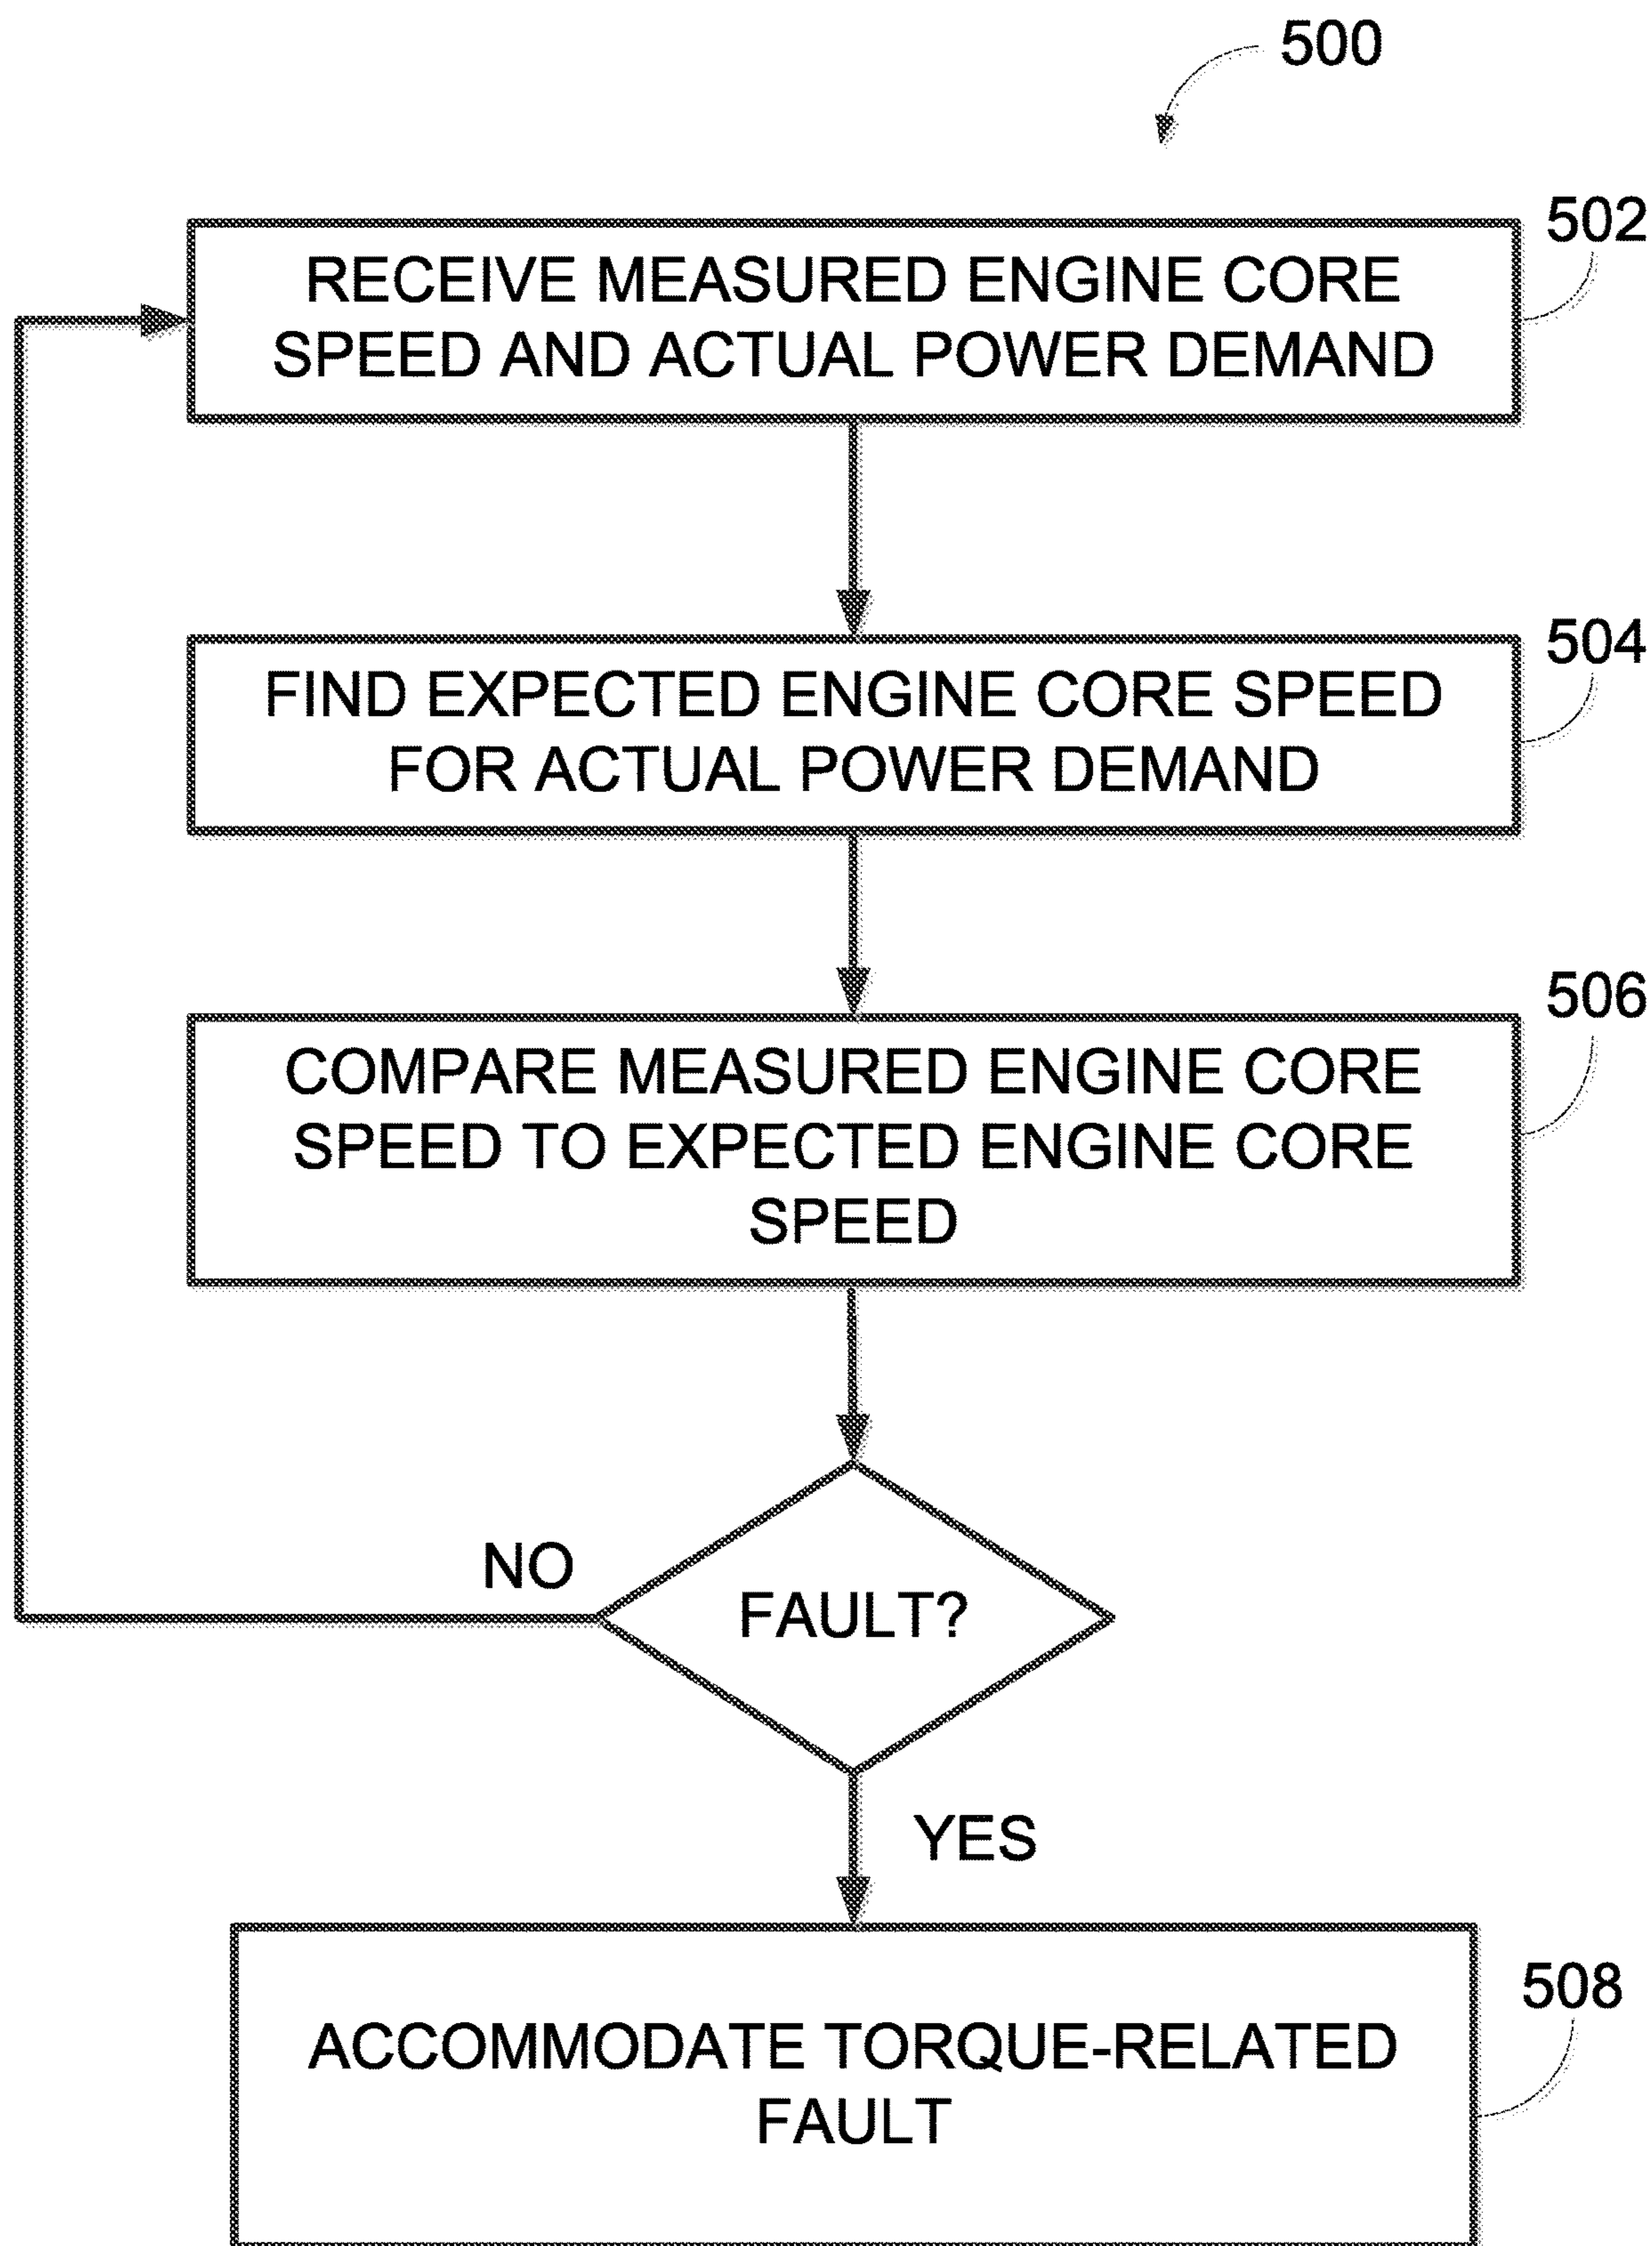 500
502
RECEIVE MEASURED ENGINE CORE
SPEED AND ACTUAL POWER DEMAND
504
FIND EXPECTED ENGINE CORE SPEED
FOR ACTUAL POWER DEMAND
506
COMPARE MEASURED ENGINE CORE
SPEED TO EXPECTED ENGINE CORE
SPEED
NO
FAULT?
YES
508
ACCOMMODATE TORQUE-RELATED
FAULT